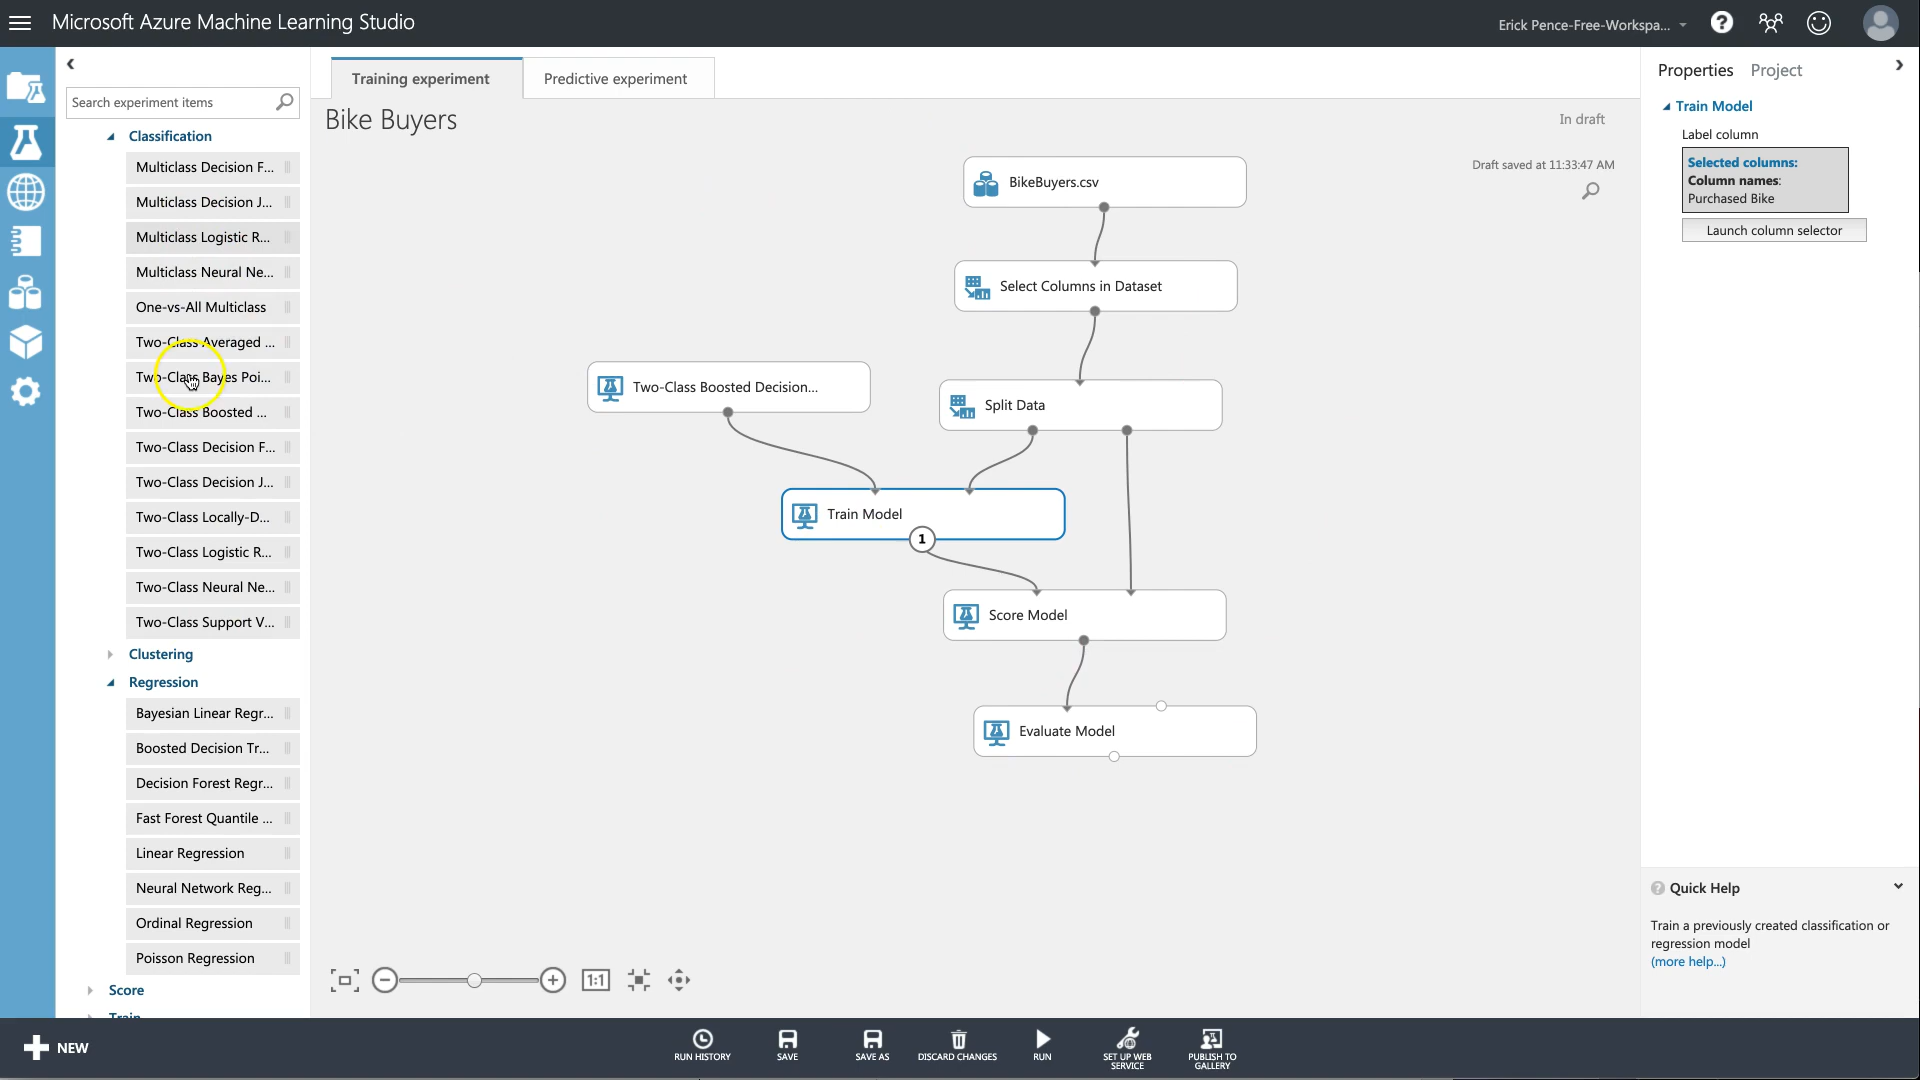 Microsoft Azure Machine Learning Studio
Erick Pence-Free-Workspa...
Search experiment items
Classification
Multiclass Decision F...
Multiclass Decision J...
Multiclass Logistic R...
Multiclass Neural Ne...
One-vs-All Multiclass
Two-Class Averaged ...
Two-Class Bayes Poi...
Two-Class Boosted ...
Two-Class Decision F...
Two-Class Decision J...
Two-Class Locally-D...
Two-Class Logistic R...
Two-Class Neural Ne...
Two-Class Support V...
Clustering
Regression
Bayesian Linear Regr...
Boosted Decision Tr...
Decision Forest Regr...
Fast Forest Quantile ...
Linear Regression
Neural Network Reg...
Ordinal Regression
Poisson Regression
Score
Train
Training experiment
Predictive experiment
Bike Buyers
In draft
Draft saved at 11:33:47 AM
BikeBuyers.csv
Select Columns in Dataset
Two-Class Boosted Decision...
Split Data
Train Model
1
Score Model
Evaluate Model
1:1
Properties
Project
Train Model
Label column
Selected columns:
Column names:
Purchased Bike
Launch column selector
? Quick Help
Train a previously created classification or
regression model
(more help...)
NEW
RUN HISTORY
SAVE
SAVE AS
DISCARD CHANGES
RUN
SET UP WEB
SERVICE
PUBLISH TO
GALLERY